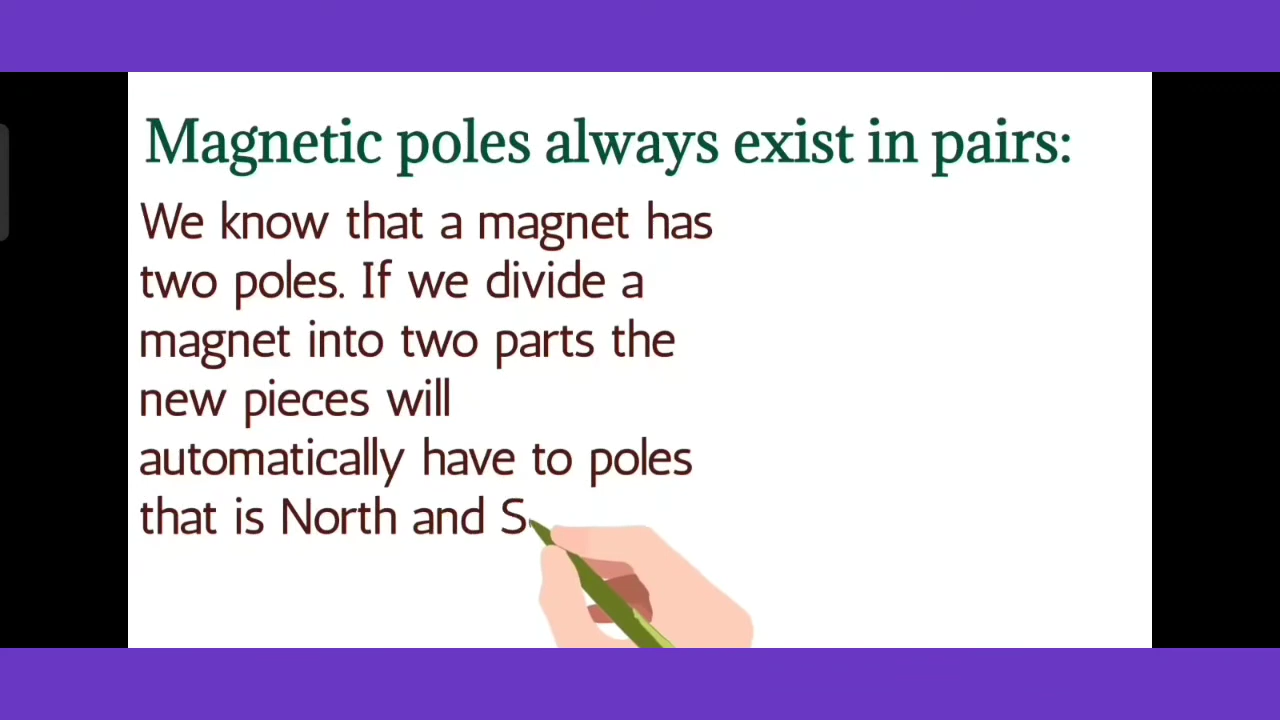 Magnetic poles always exist in pairs:
We know that a magnet has
two poles. If we divide a
magnet into two parts the
new pieces will
automatically have to poles
that is North and S